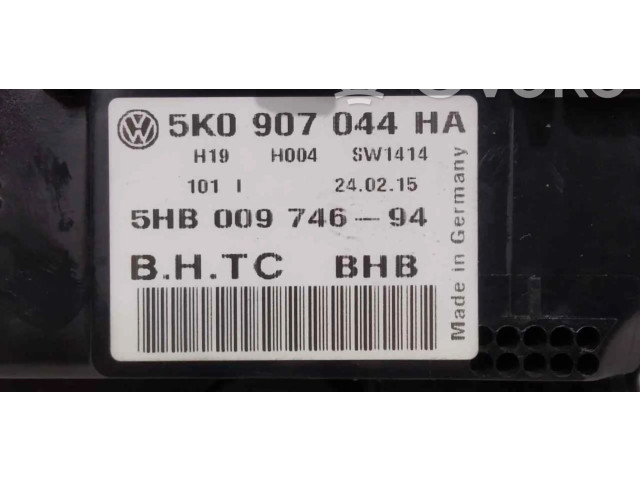 5K0 907 044 HA
H19 H004 SW1414
101 I 24.02.15
5HB 009 746-94
B.H.TC BHB
Made in Germany